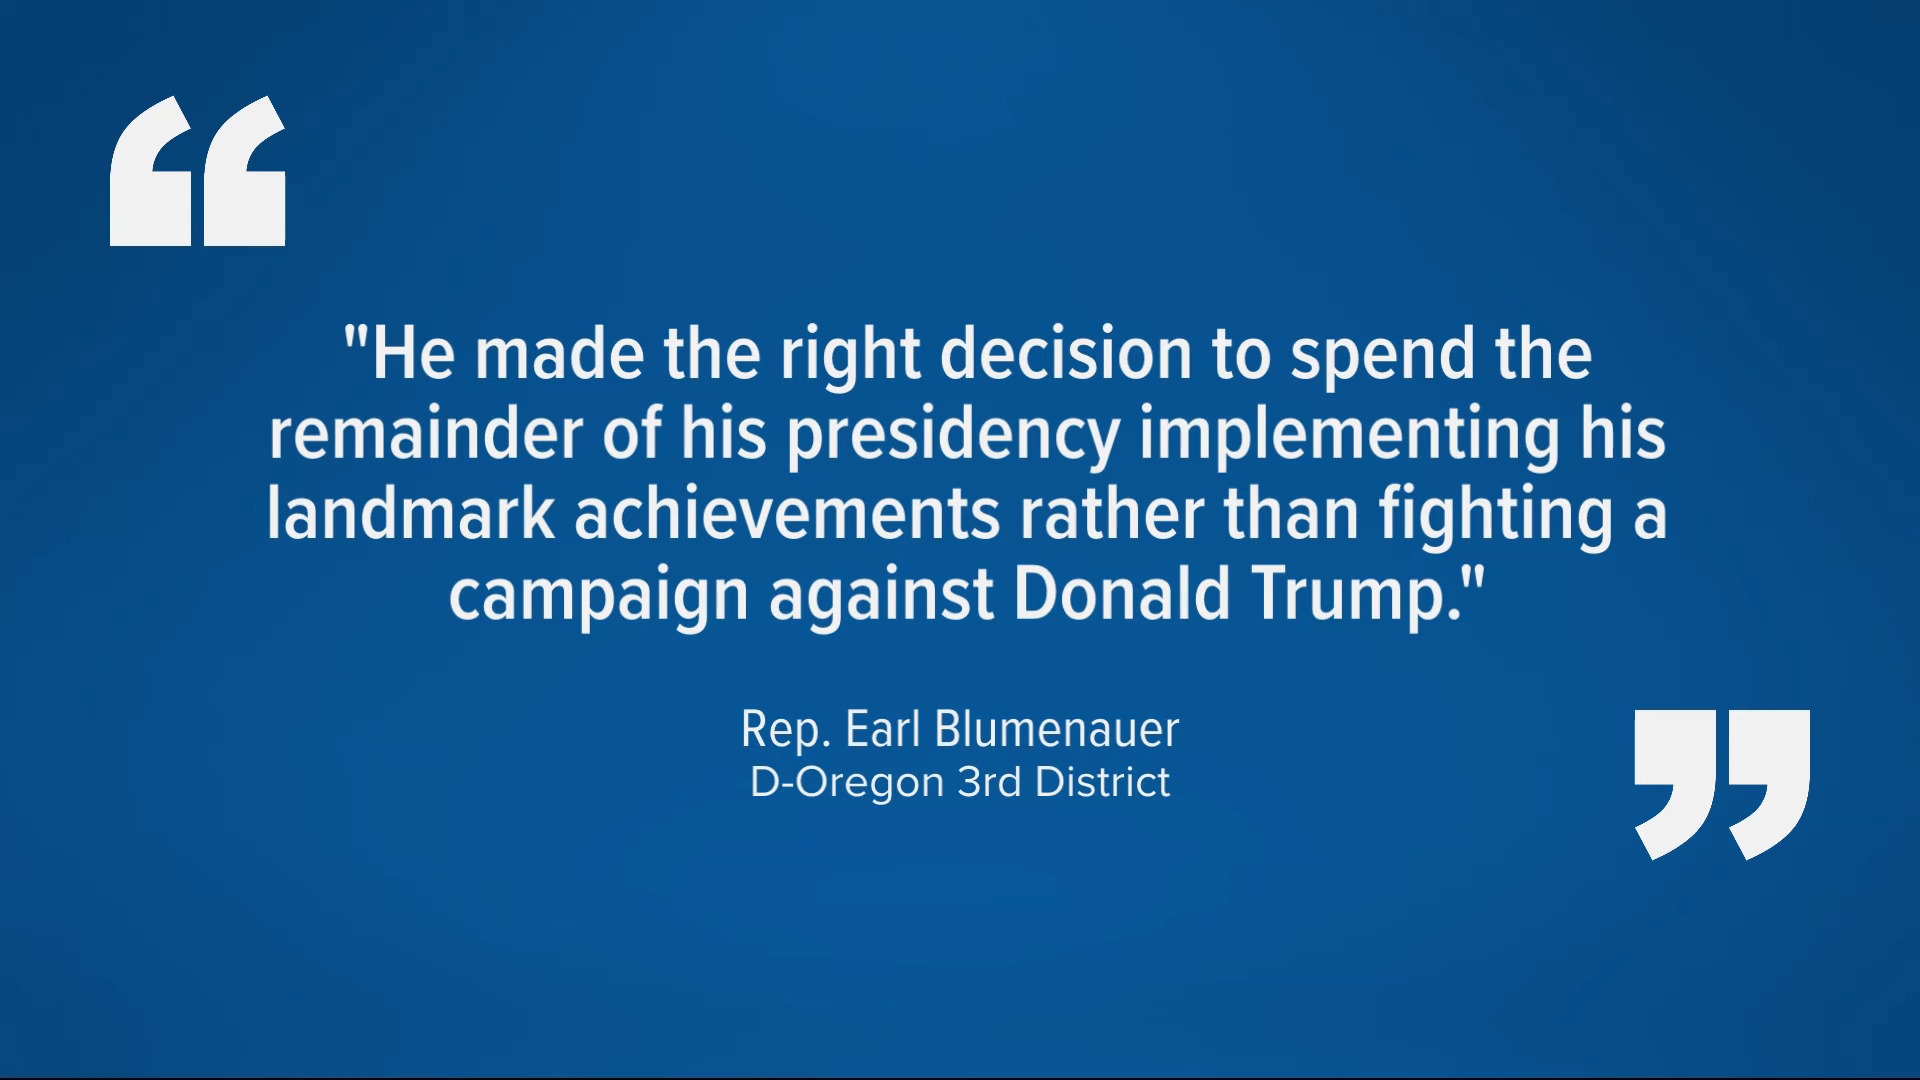 "He made the right decision to spend the
remainder of his presidency implementing his
landmark achievements rather than fighting a
campaign against Donald Trump."
Rep. Earl Blumenauer
D-Oregon 3rd District